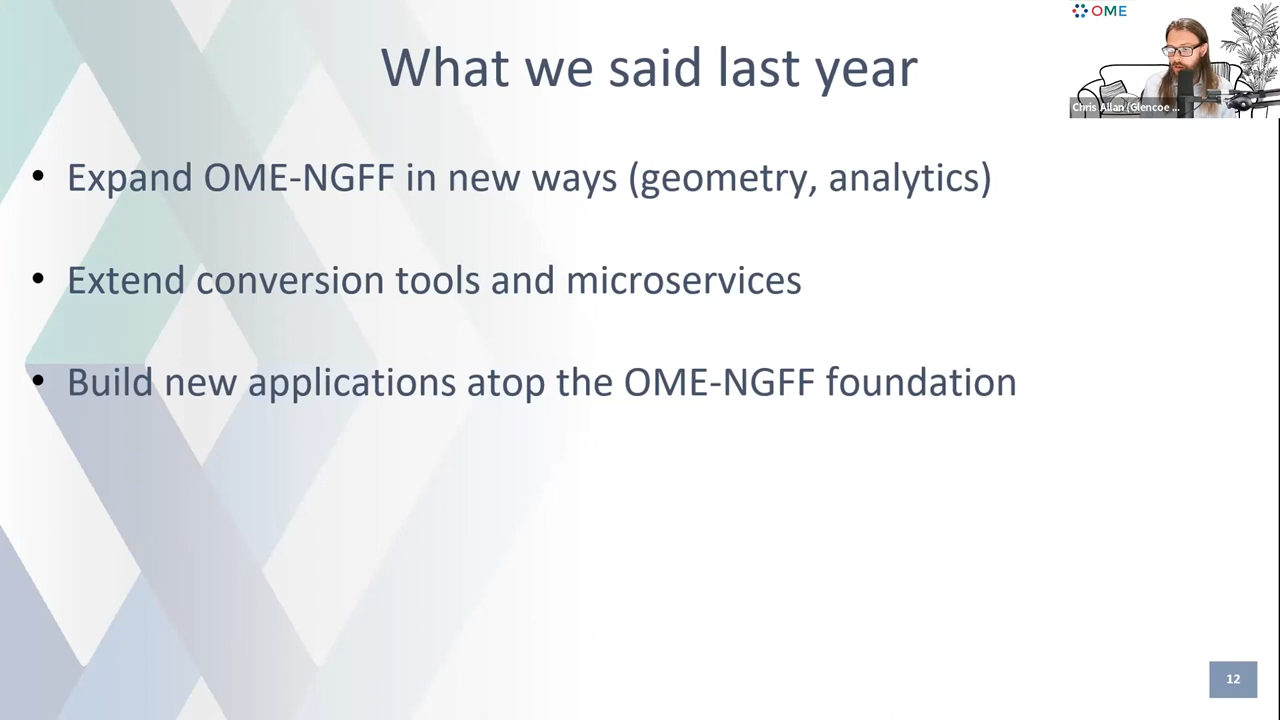 What we said last year
OME
Chris Allan (Glencoe ...
• Expand OME-NGFF in new ways (geometry, analytics)
• Extend conversion tools and microservices
• Build new applications atop the OME-NGFF foundation
12